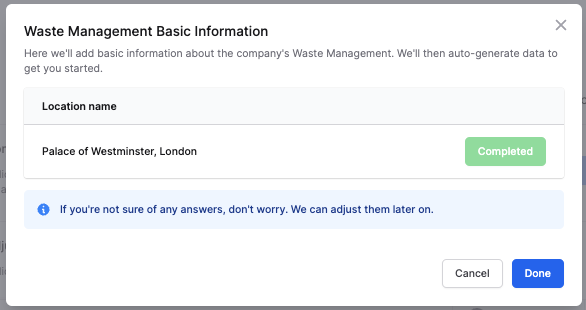 Waste Management Basic Information
Here we'll add basic information about the company's Waste Management. We'll then auto-generate data to
get you started.
Location name
Palace of Westminster, London
Completed
If you're not sure of any answers, don't worry. We can adjust them later on.
Cancel
Done